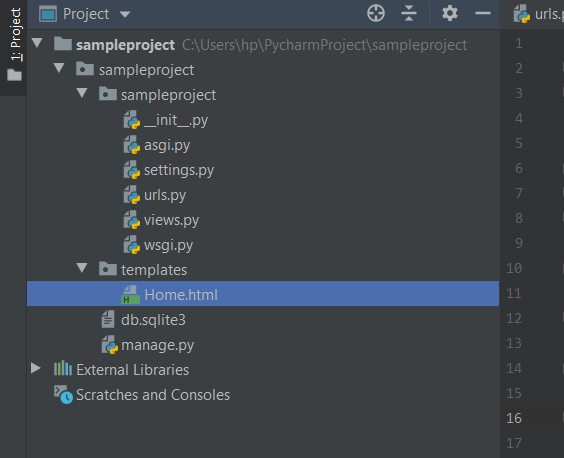 1: Project
Project
urls.p
sampleproject C:\Users\hp\PycharmProject\sampleproject
sampleproject
sampleproject
__init__.py
asgi.py
settings.py
urls.py
views.py
wsgi.py
templates
H Home.html
db.sqlite3
manage.py
External Libraries
Scratches and Consoles
1
2
3
4
5
6
7
8
9
10
11
12
13
14
15
16
17